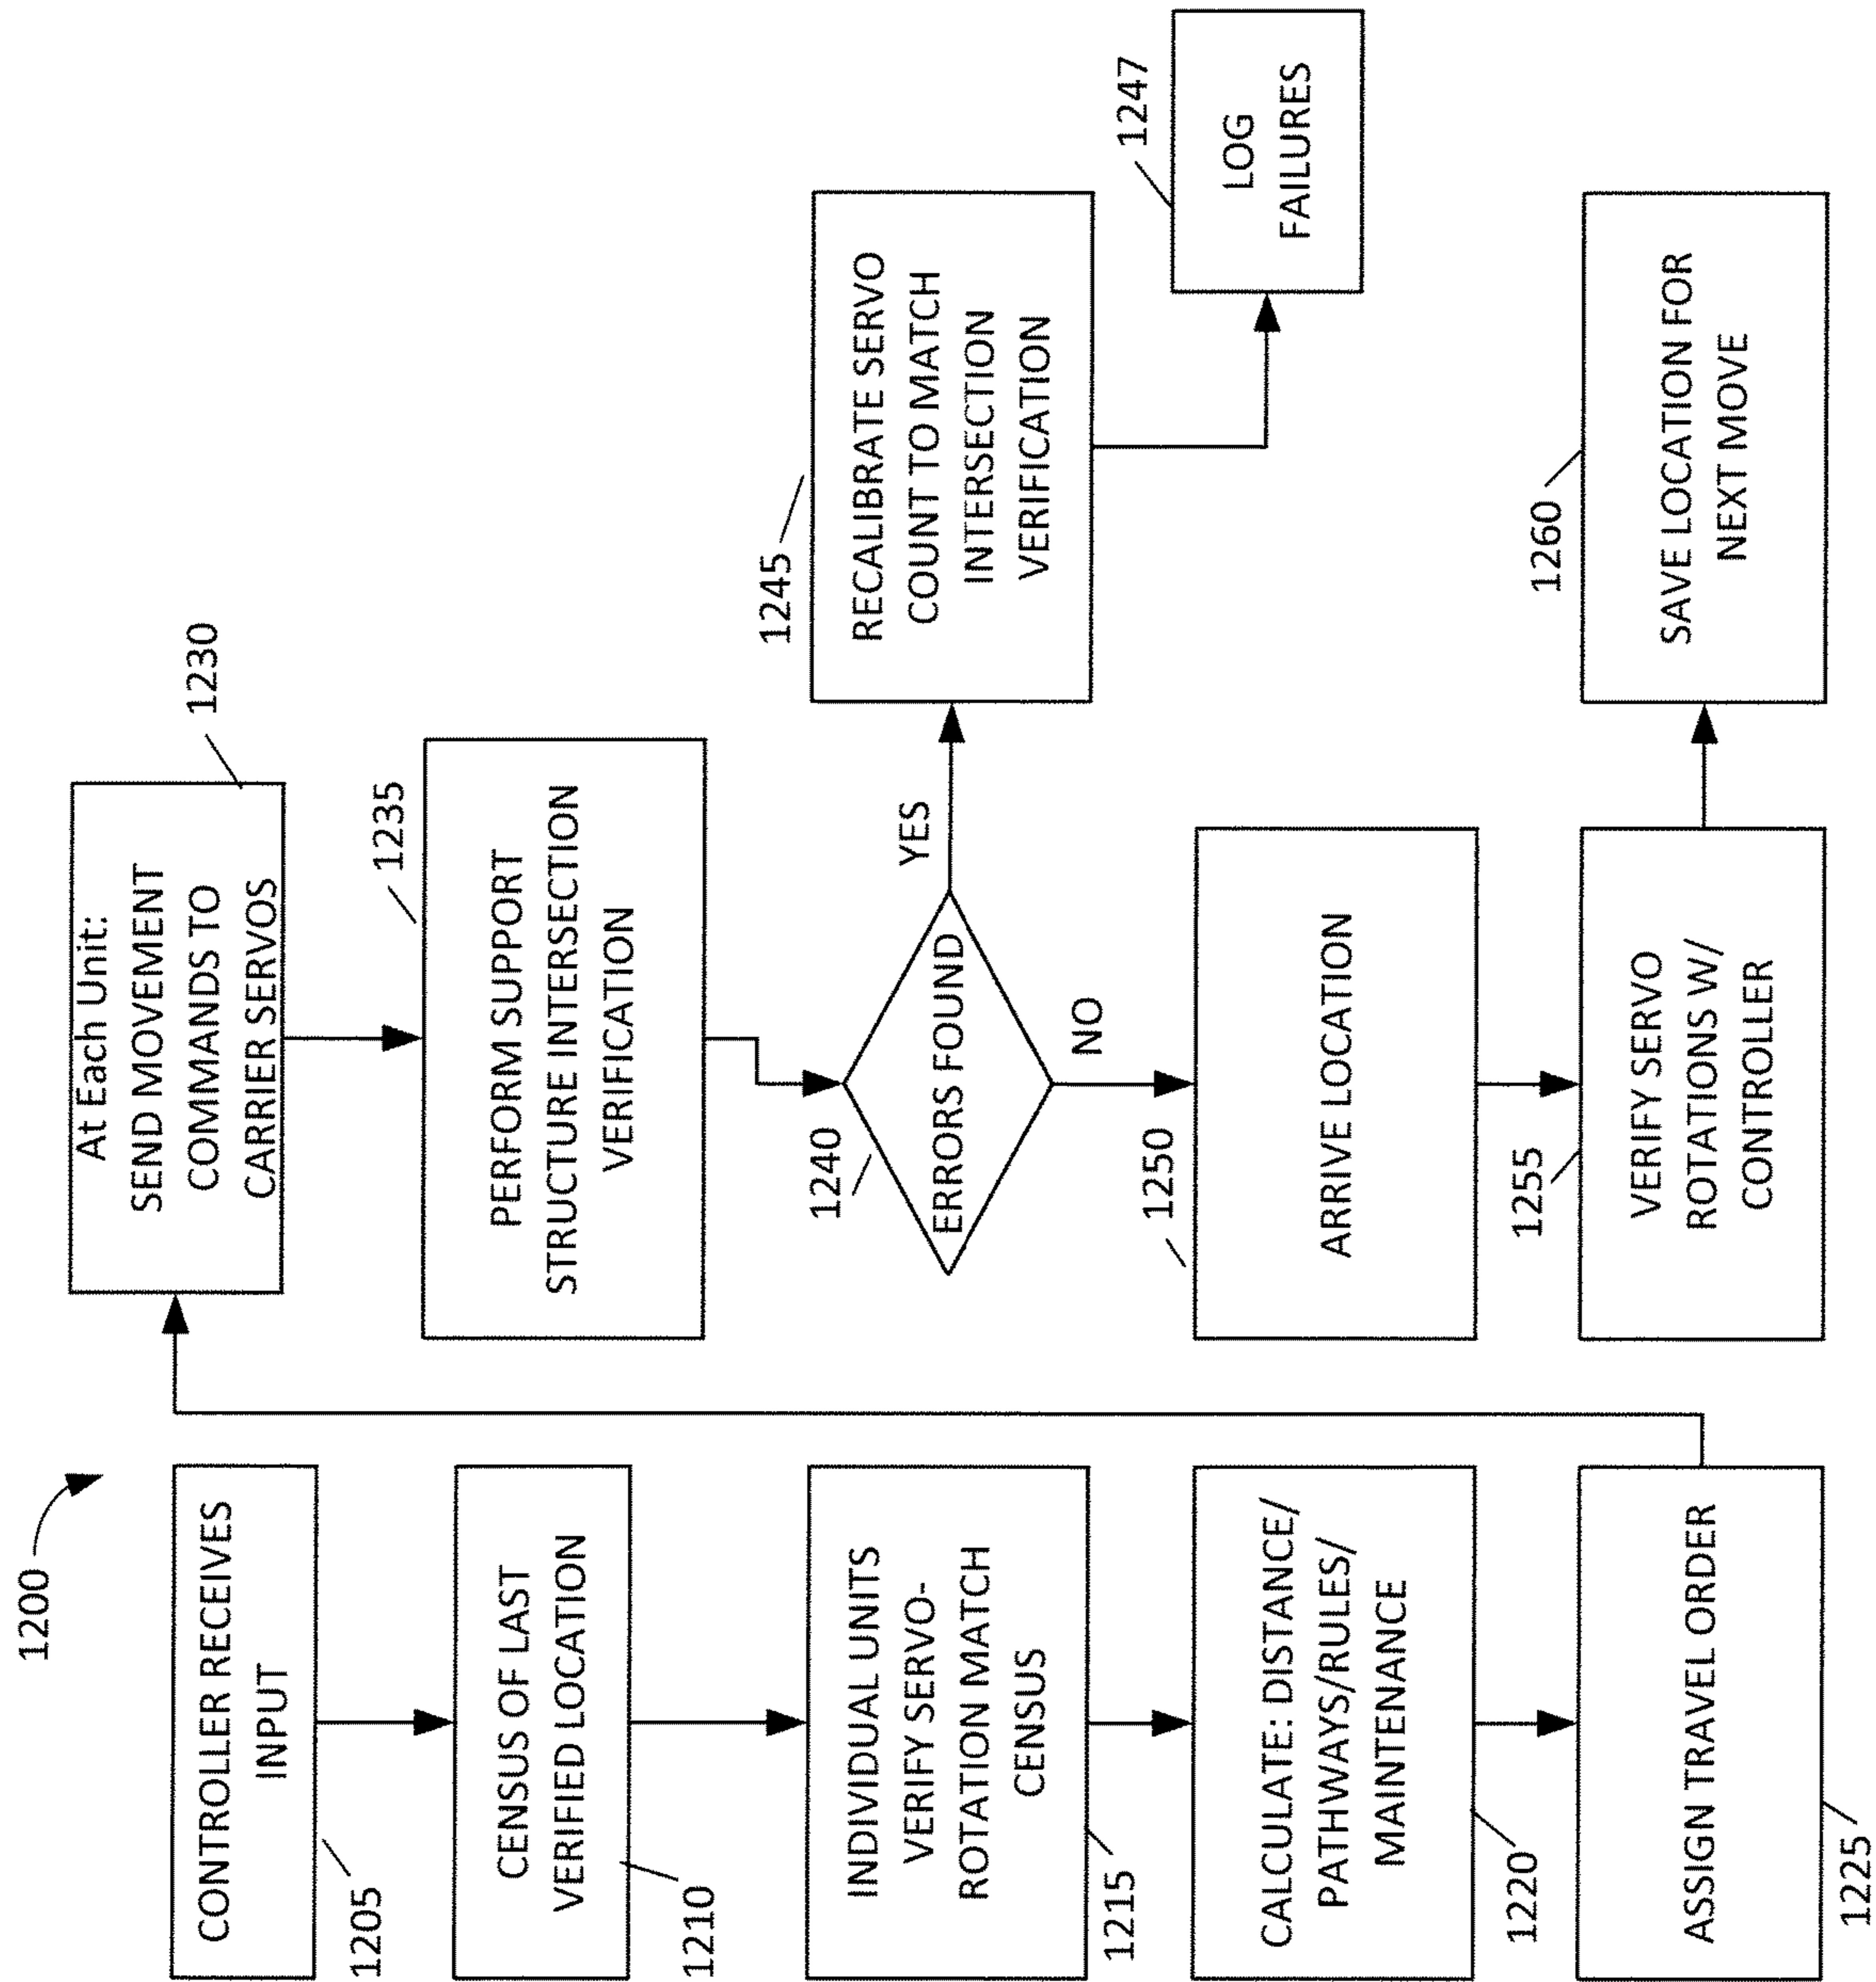 1200
CONTROLLER RECEIVES
INPUT
1205
CENSUS OF LAST
VERIFIED LOCATION
1210
INDIVIDUAL UNITS
VERIFY SERVO-
ROTATION MATCH
CENSUS
1215
CALCULATE: DISTANCE/
PATHWAYS/RULES/
MAINTENANCE
1220
ASSIGN TRAVEL ORDER
1225
At Each Unit:
SEND MOVEMENT
COMMANDS TO
CARRIER SERVOS
1230
1235
PERFORM SUPPORT
STRUCTURE INTERSECTION
VERIFICATION
1240
ERRORS FOUND
YES
NO
1245
RECALIBRATE SERVO
COUNT TO MATCH
INTERSECTION
VERIFICATION
1247
LOG
FAILURES
1250
ARRIVE LOCATION
1255
VERIFY SERVO
ROTATIONS W/
CONTROLLER
1260
SAVE LOCATION FOR
NEXT MOVE